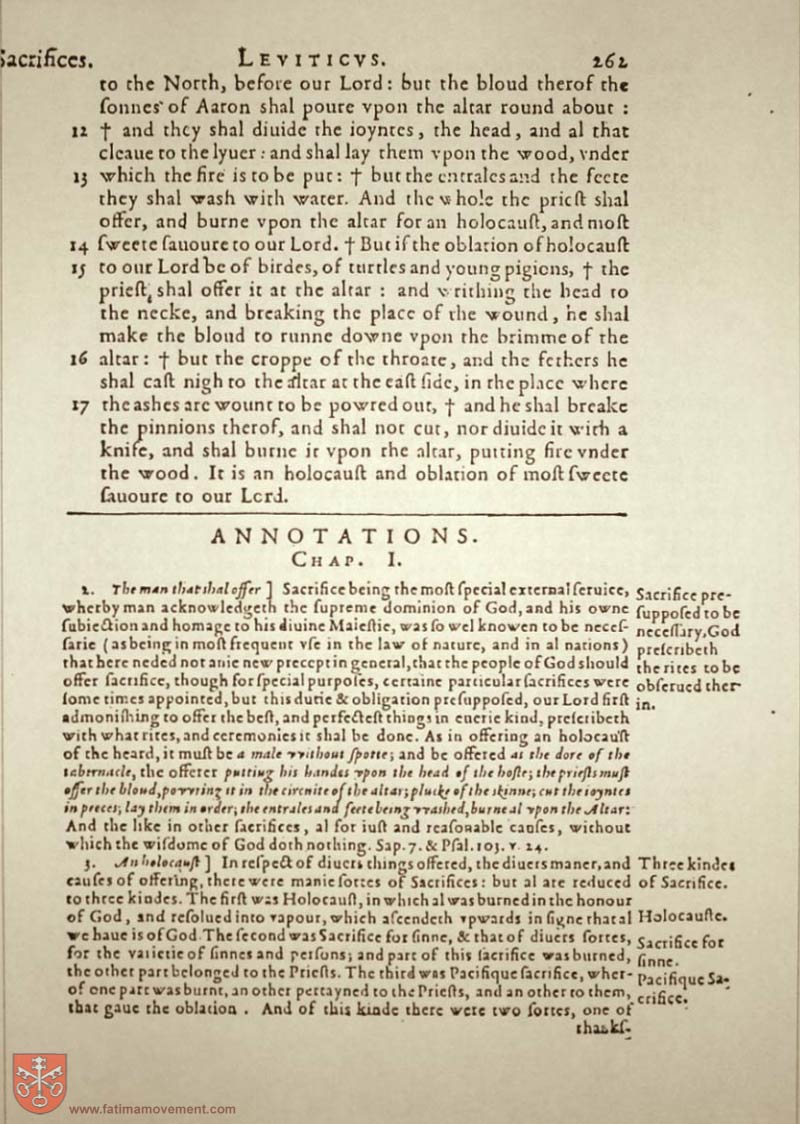 Sacrifices. LEVITICVS. 262
to the North, before our Lord: but the bloud therof the
ſonnes of Aaron shal poure vpon the altar round about :
12 † and they shal diuide the ioyntes, the head, and al that
cleaue to the lyuer: and shal lay them vpon the wood, vnder
13 which the fire is to be put: † but the entrales and the feete
they shal wash with water. And the whole the prieſt shal
offer, and burne vpon the altar for an holocauſt, and moſt
14 ſweete ſauoure to our Lord. † But if the oblation of holocauſt
15 to our Lord be of birdes, of turtles and young pigions, † the
prieſt shal offer it at the altar : and writhing the head to
the necke, and breaking the place of the wound, he shal
make the bloud to runne downe vpon the brimme of the
16 altar: † but the croppe of the throate, and the fethers he
shal caſt nigh to the altar at the eaſt ſide, in the place where
17 the ashes are wount to be powred out, † and he shal breake
the pinnions therof, and shal not cut, nor diuide it with a
knife, and shal burne it vpon the altar, putting fire vnder
the wood. It is an holocauſt and oblation of moſt ſweete
ſauoure to our Lord.
ANNOTATIONS.
CHAP. I.
2. The man that shal offer ] Sacrifice being the moſt ſpecial external ſeruice,
wherby man acknowledgeth the ſupreme dominion of God, and his owne
ſubiection and homage to his diuine Maieſtie, was ſo wel knowen to be neceſ-
ſarie (as being in moſt frequent vſe in the law of nature, and in al nations)
that here neded not anie new precept in general, that the people of God should
offer ſacrifice, though for ſpecial purpoſes, certaine particular ſacrifices were
ſome times appointed, but this dutie & obligation preſuppoſed, our Lord firſt
admonishing to offer the beſt, and perfecteſt things in euerie kind, preſcribeth
with what rites, and ceremonies it shal be done. As in offering an holocauſt
of the heard, it muſt be a male vvithout ſpotte; and be offered at the dore of the
tabernacle, the offerer putting his handes vpon the head of the hoſte; the prieſts muſt
offer the bloud, povvring it in the circuite of the altar; plucke of the skinne; cut the ioyntes
in peeces; lay them in order; the entrales and feete being vvashed, burne al vpon the Altar:
And the like in other ſacrifices, al for iuſt and reaſonable cauſes, without
which the wiſdome of God doth nothing. Sap. 7. & Pſal. 103. v. 24.
Sacrifice pre-
ſuppoſed to be
neceſſary, God
preſcribeth
the rites to be
obſerued ther-
in.
3. An holocauſt ] In reſpect of diuers things offered, the diuers maner, and
cauſes of offering, there were manie ſortes of Sacrifices: but al are reduced
to three kindes. The firſt was Holocauſt, in which al was burned in the honour
of God, and reſolued into vapour, which aſcendeth vpwards in ſigne that al
we haue is of God. The ſecond was Sacrifice for ſinne, & that of diuers ſortes,
for the varietie of ſinnes and perſons; and part of this ſacrifice was burned,
the other part belonged to the Prieſts. The third was Pacifique ſacrifice, wher-
of one part was burnt, an other pertayned to the Prieſts, and an other to them,
that gaue the oblation . And of this kinde there were two ſortes, one of
Three kindes
of Sacrifice.
Holocauſte.
Sacrifice for
ſinne.
Pacifique Sa-
crifice.
thankſ-
www.fatimamovement.com